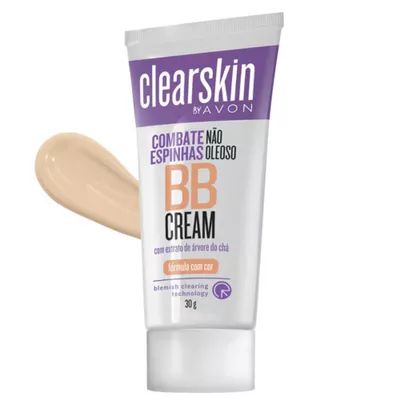 clearskin
BY AVON
COMBATE NÃO
ESPINHAS OLEOSO
BB
CREAM
com extrato de árvore do chá
fórmula com cor
blemish clearing
technology
30 g